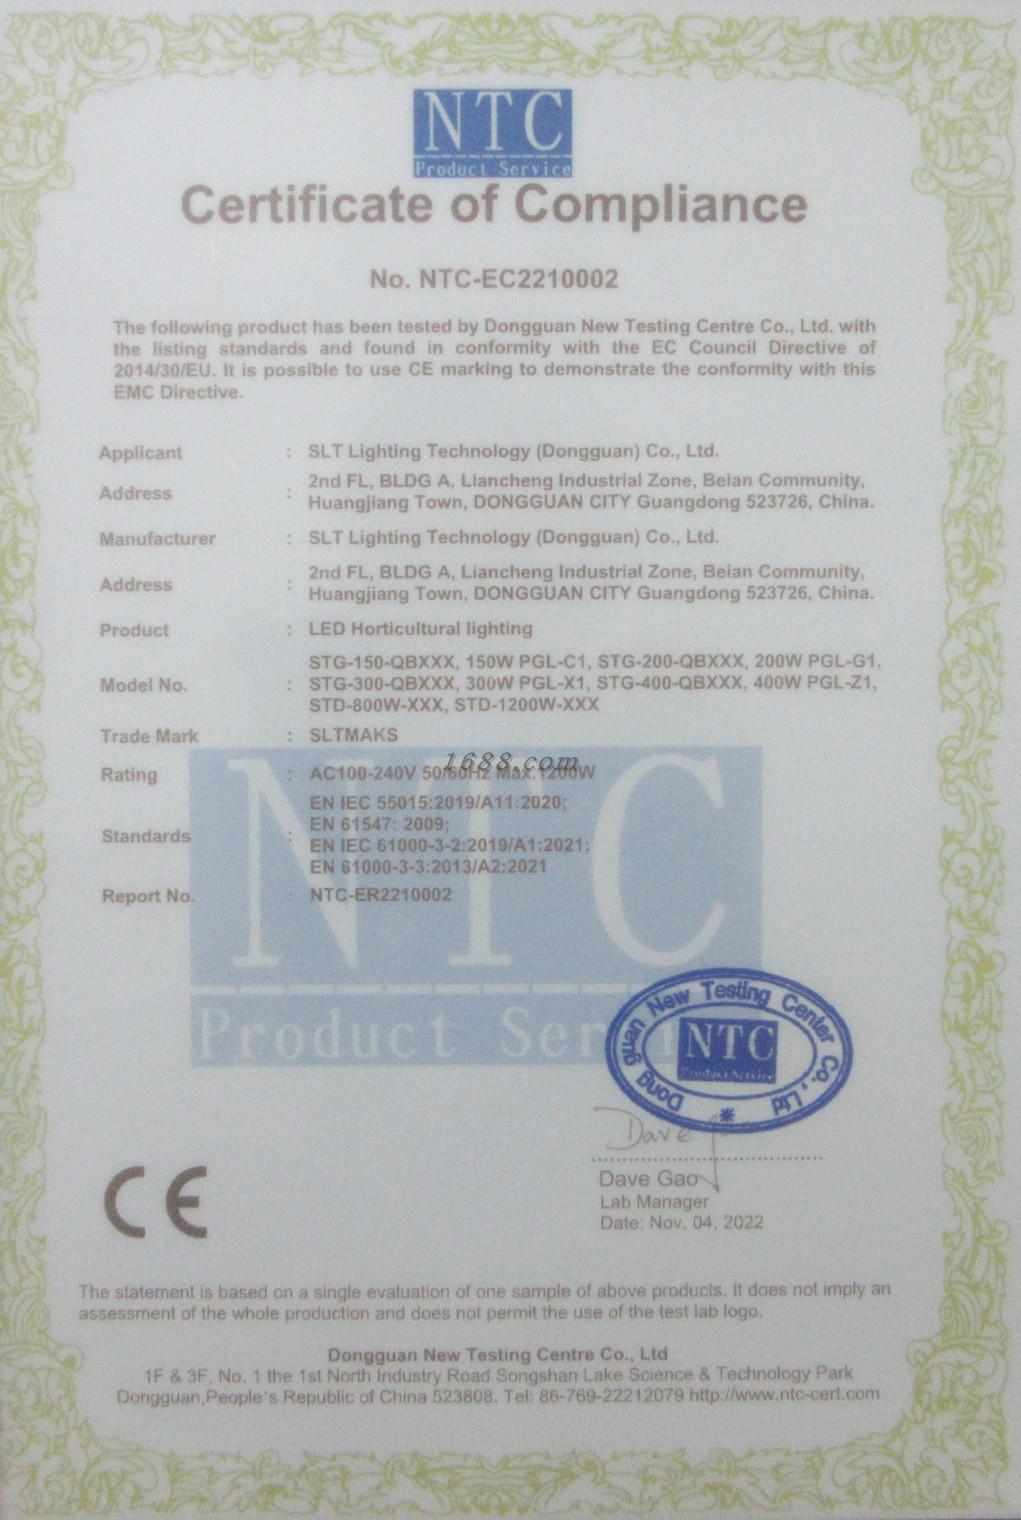 NTC
Product Service
Certificate of Compliance
No. NTC-EC2210002
The following product has been tested by Dongguan New Testing Centre Co., Ltd. with
the listing standards and found in conformity with the EC Council Directive of
2014/30/EU. It is possible to use CE marking to demonstrate the conformity with this
EMC Directive.
Applicant : SLT Lighting Technology (Dongguan) Co., Ltd.
Address : 2nd FL, BLDG A, Liancheng Industrial Zone, Beian Community,
Huangjiang Town, DONGGUAN CITY Guangdong 523726, China.
Manufacturer : SLT Lighting Technology (Dongguan) Co., Ltd.
Address : 2nd FL, BLDG A, Liancheng Industrial Zone, Beian Community,
Huangjiang Town, DONGGUAN CITY Guangdong 523726, China.
Product : LED Horticultural lighting
Model No. : STG-150-QBXXX, 150W PGL-C1, STG-200-QBXXX, 200W PGL-G1,
STG-300-QBXXX, 300W PGL-X1, STG-400-QBXXX, 400W PGL-Z1,
STD-800W-XXX, STD-1200W-XXX
Trade Mark : SLTMAKS
1688.com
Rating : AC100-240V 50/60Hz Max.1200W
Standards : EN IEC 55015:2019/A11:2020;
EN 61547: 2009;
EN IEC 61000-3-2:2019/A1:2021;
EN 61000-3-3:2013/A2:2021
Report No. : NTC-ER2210002
NTC
Product Ser
Dong guan New Testing Center Co., Ltd
NTC
Product Service
Dave
Dave Gao
Lab Manager
Date: Nov. 04, 2022
CE
The statement is based on a single evaluation of one sample of above products. It does not imply an
assessment of the whole production and does not permit the use of the test lab logo.
Dongguan New Testing Centre Co., Ltd
1F & 3F, No. 1 the 1st North Industry Road Songshan Lake Science & Technology Park
Dongguan,People's Republic of China 523808. Tel: 86-769-22212079 http://www.ntc-cert.com